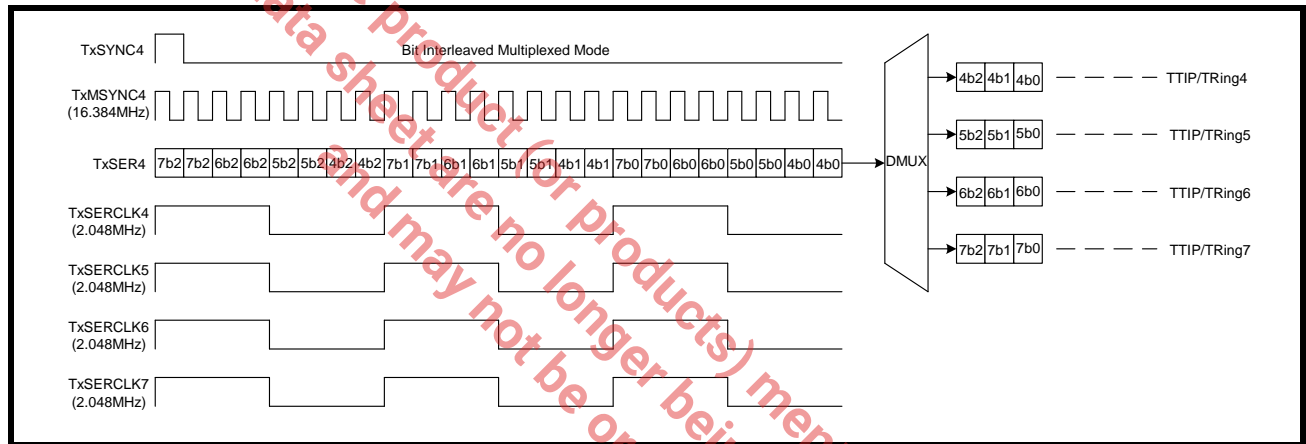 TxSYNC4
Bit Interleaved Multiplexed Mode
TxMSYNC4
(16.384MHz)
TxSER4
7b2 7b2 6b2 6b2 5b2 5b2 4b2 4b2 7b1 7b1 6b1 6b1 5b1 5b1 4b1 4b1 7b0 7b0 6b0 6b0 5b0 5b0 4b0 4b0
TxSERCLK4
(2.048MHz)
TxSERCLK5
(2.048MHz)
TxSERCLK6
(2.048MHz)
TxSERCLK7
(2.048MHz)
DMUX
4b2 4b1 4b0
TTIP/TRing4
5b2 5b1 5b0
TTIP/TRing5
6b2 6b1 6b0
TTIP/TRing6
7b2 7b1 7b0
TTIP/TRing7
product (or products)
data sheet are no longer
and may not be